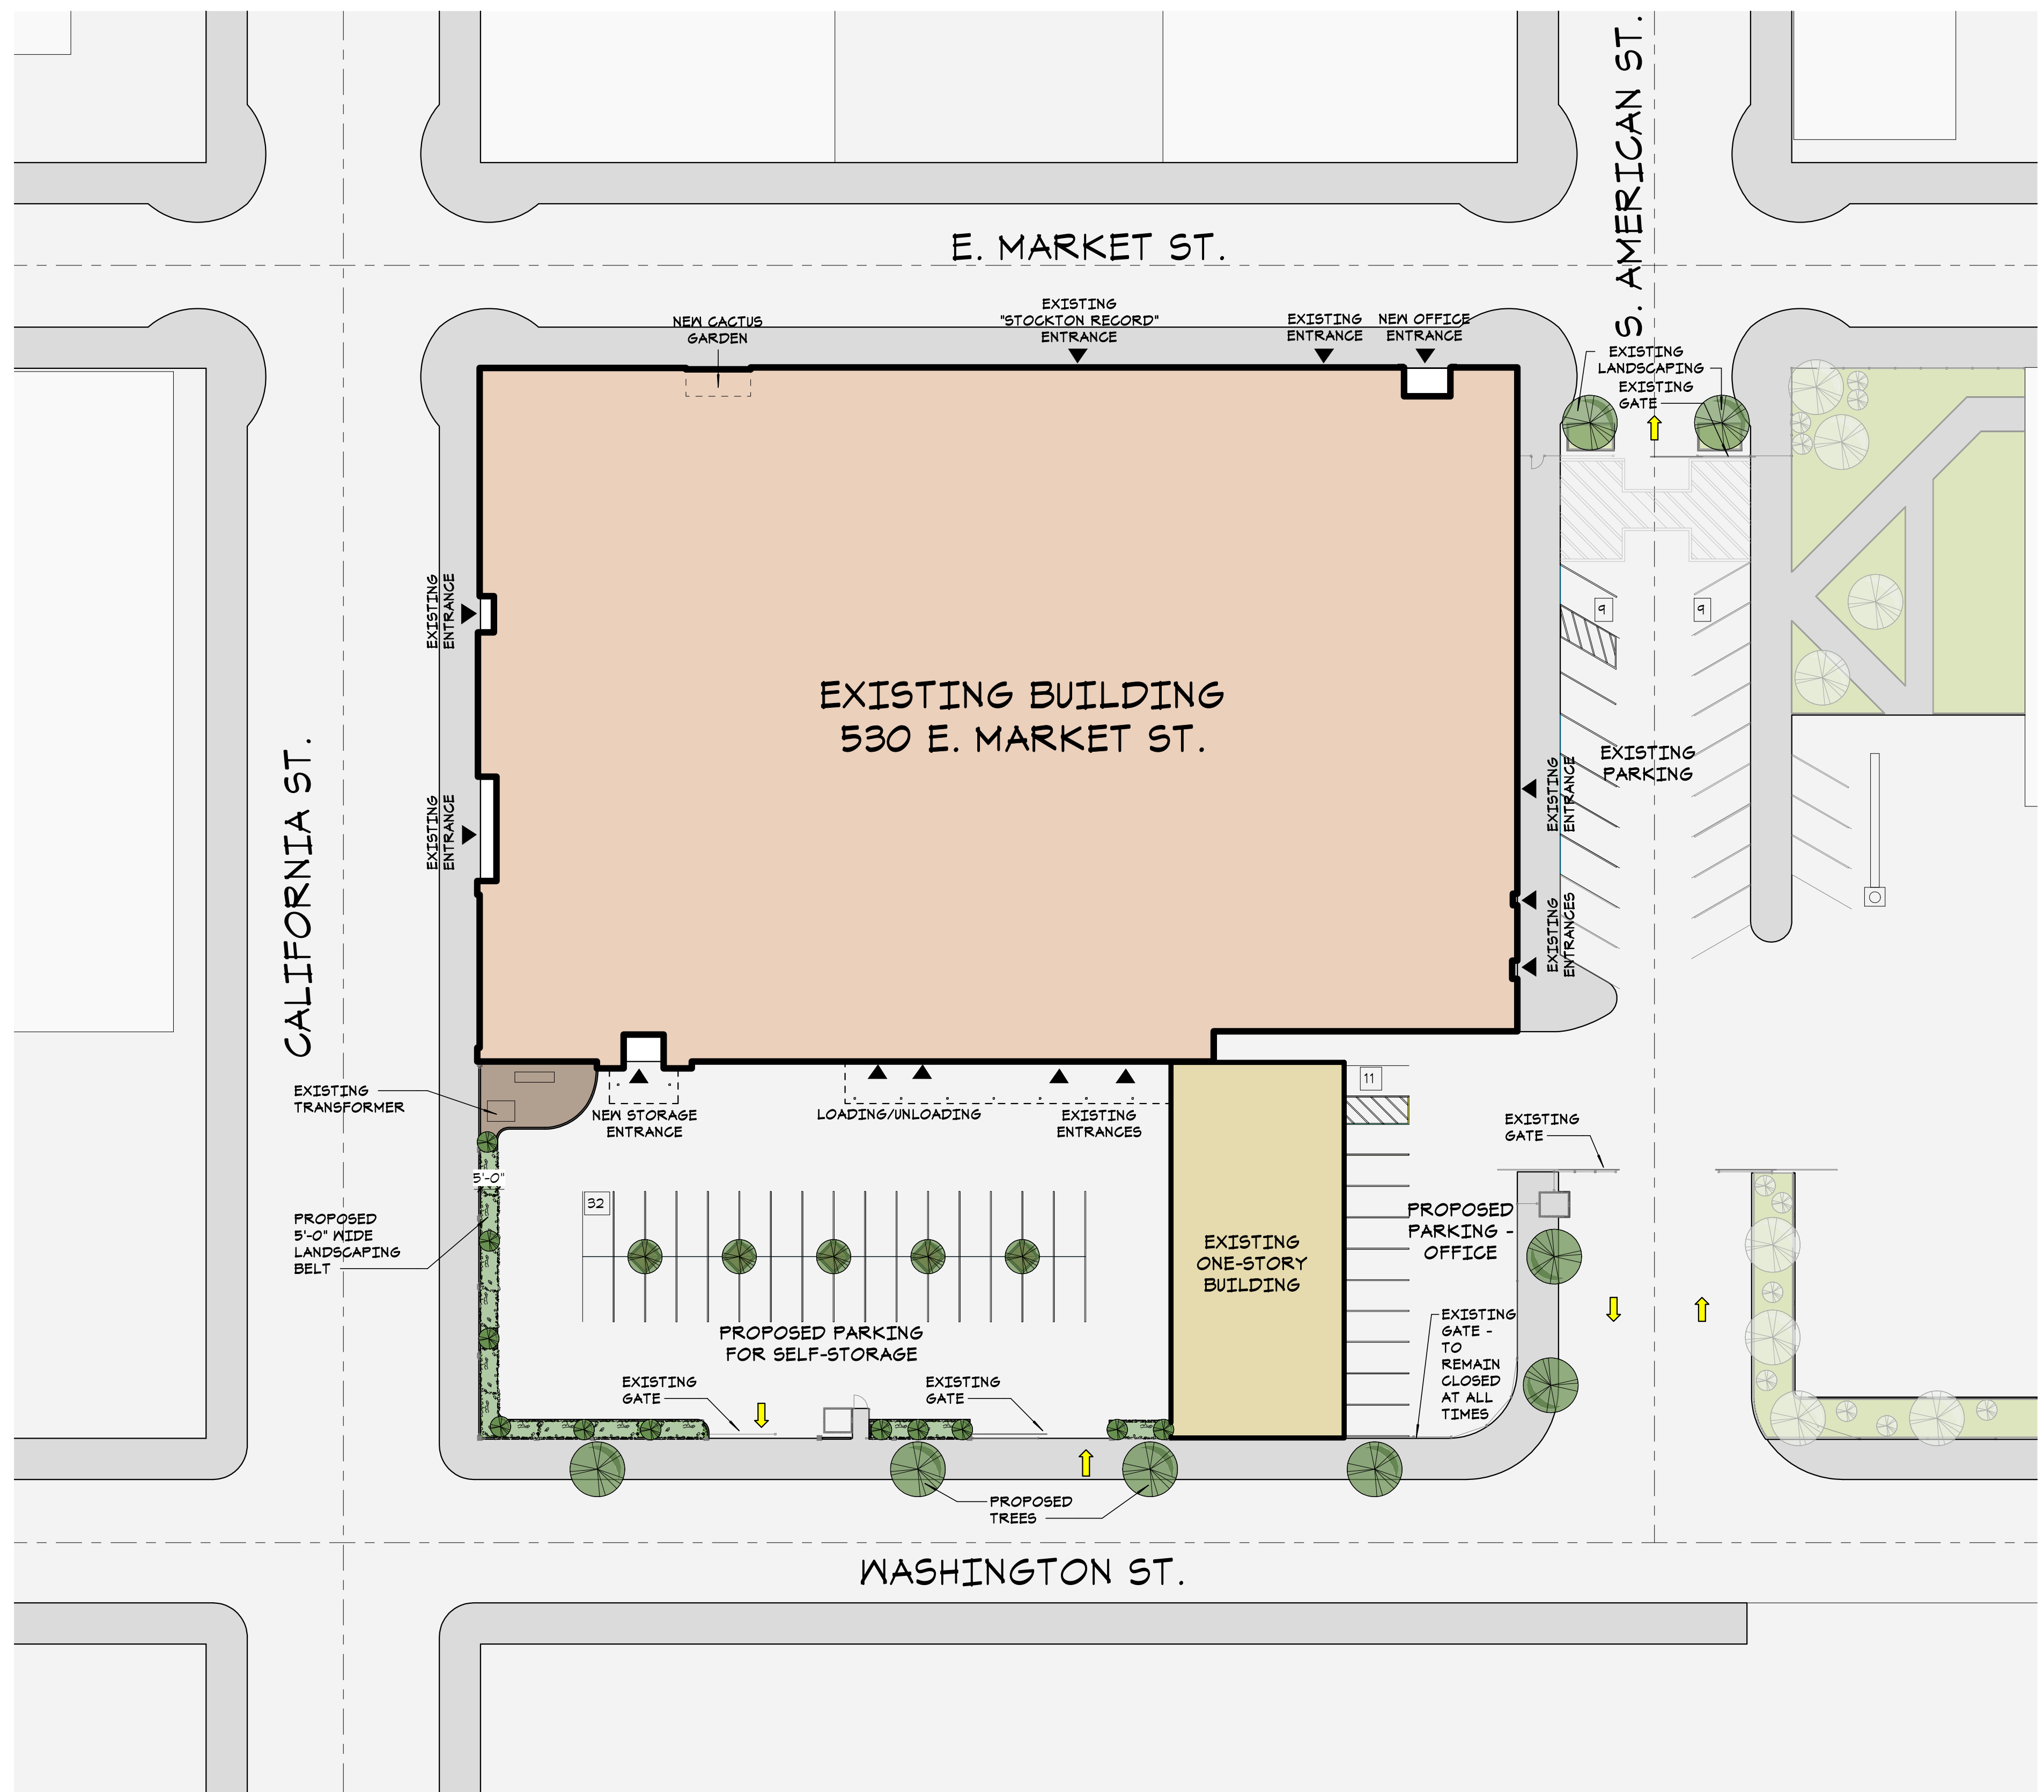 S. AMERICAN ST.
E. MARKET ST.
NEW CACTUS
GARDEN
EXISTING
"STOCKTON RECORD"
ENTRANCE
EXISTING
ENTRANCE
NEW OFFICE
ENTRANCE
EXISTING
LANDSCAPING
EXISTING
GATE
EXISTING
ENTRANCE
9
9
EXISTING BUILDING
530 E. MARKET ST.
EXISTING
PARKING
EXISTING
ENTRANCE
EXISTING
ENTRANCE
CALIFORNIA ST.
EXISTING
ENTRANCES
EXISTING
TRANSFORMER
NEW STORAGE
ENTRANCE
LOADING/UNLOADING
EXISTING
ENTRANCES
11
EXISTING
GATE
5'-0"
32
PROPOSED
5'-0" WIDE
LANDSCAPING
BELT
EXISTING
ONE-STORY
BUILDING
PROPOSED
PARKING -
OFFICE
PROPOSED PARKING
FOR SELF-STORAGE
EXISTING
GATE -
TO
REMAIN
CLOSED
AT ALL
TIMES
EXISTING
GATE
EXISTING
GATE
PROPOSED
TREES
WASHINGTON ST.